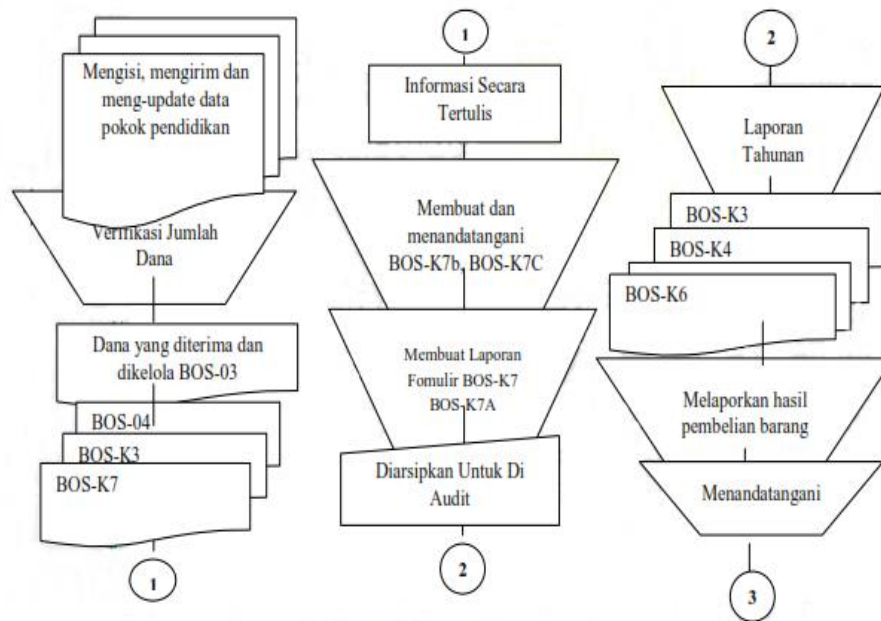 Mengisi, mengirim dan
meng-update data
pokok pendidikan
Verifikasi Jumlah
Dana
Dana yang diterima dan
dikelola BOS-03
BOS-04
BOS-K3
BOS-K7
1
1
Informasi Secara
Tertulis
Membuat dan
menandatangani
BOS-K7b, BOS-K7C
Membuat Laporan
Fomulir BOS-K7
BOS-K7A
Diarsipkan Untuk Di
Audit
2
2
Laporan
Tahunan
BOS-K3
BOS-K4
BOS-K6
Melaporkan hasil
pembelian barang
Menandatangani
3